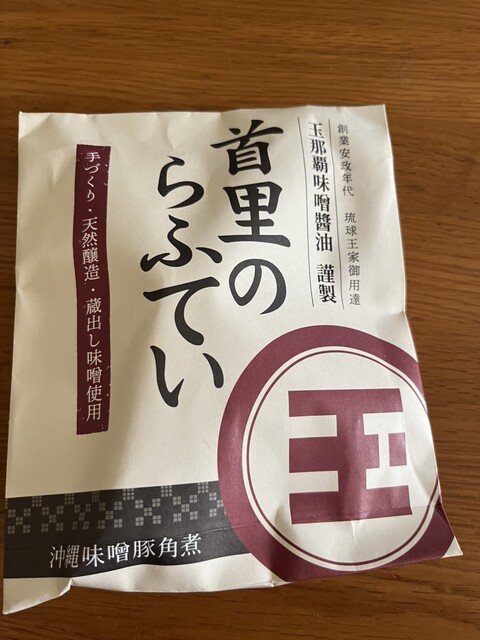 創業安政年代　琉球王家御用達
玉那覇味噌醬油　謹製
首里の
らふてい
手づくり・天然醸造・蔵出し味噌使用
王
沖縄味噌豚角煮